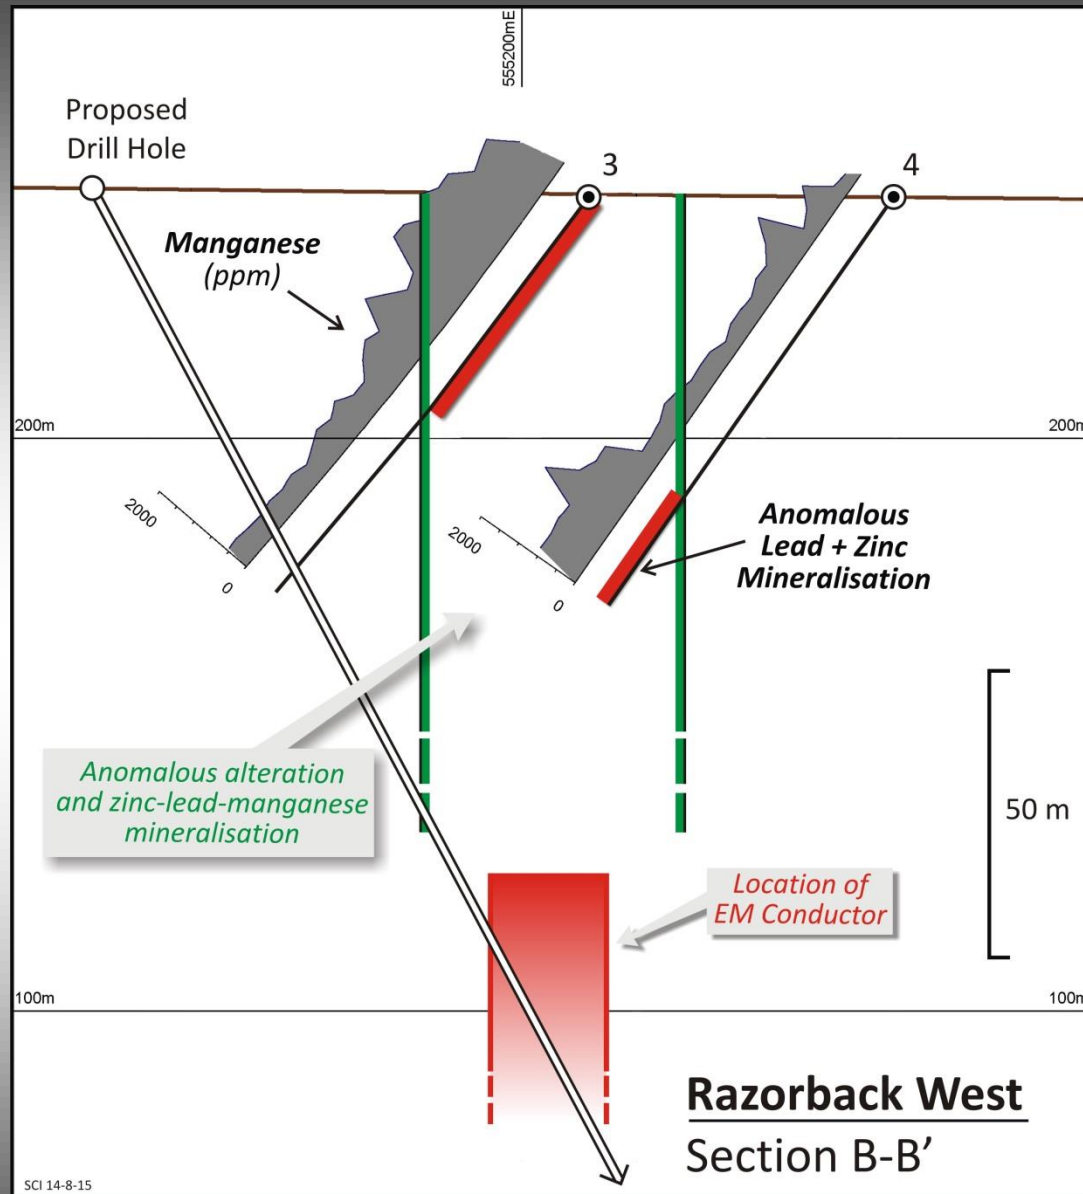 555200mE
Proposed
Drill Hole
3
4
Manganese
(ppm)
200m
200m
2000
0
2000
0
Anomalous
Lead + Zinc
Mineralisation
Anomalous alteration
and zinc-lead-manganese
mineralisation
50 m
Location of
EM Conductor
100m
100m
Razorback West
Section B-B'
SCI 14-8-15